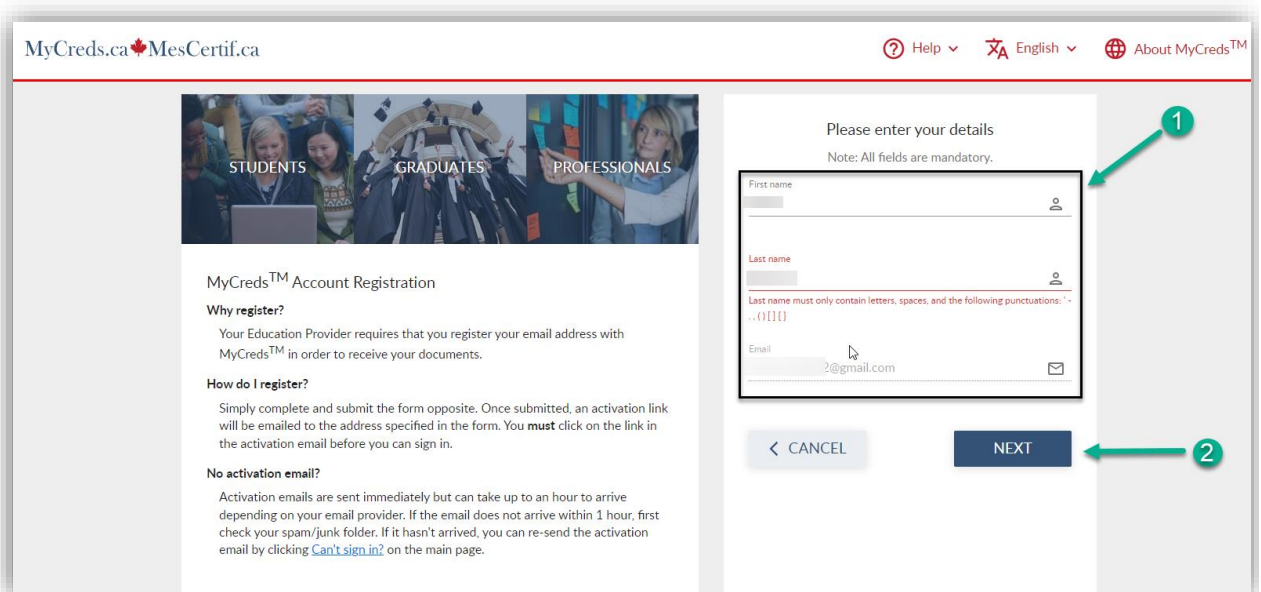 MyCreds.ca MesCertif.ca
Help
English
About MyCreds™
STUDENTS
GRADUATES
PROFESSIONALS
MyCreds™ Account Registration
Why register?
Your Education Provider requires that you register your email address with
MyCreds™ in order to receive your documents.
How do I register?
Simply complete and submit the form opposite. Once submitted, an activation link
will be emailed to the address specified in the form. You must click on the link in
the activation email before you can sign in.
No activation email?
Activation emails are sent immediately but can take up to an hour to arrive
depending on your email provider. If the email does not arrive within 1 hour, first
check your spam/junk folder. If it hasn't arrived, you can re-send the activation
email by clicking Can't sign in? on the main page.
Please enter your details
Note: All fields are mandatory.
1
First name
Last name
Last name must only contain letters, spaces, and the following punctuations: ' -
. , ( ) [ ] { }
Email
2@gmail.com
CANCEL
NEXT
2